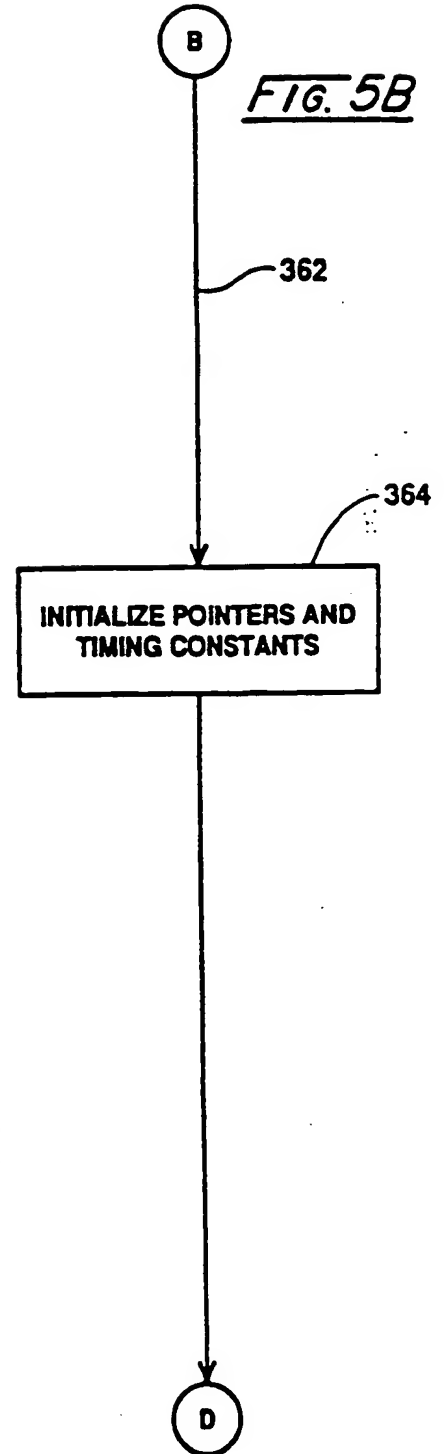 B
FIG. 5B
362
364
INITIALIZE POINTERS AND
TIMING CONSTANTS
D